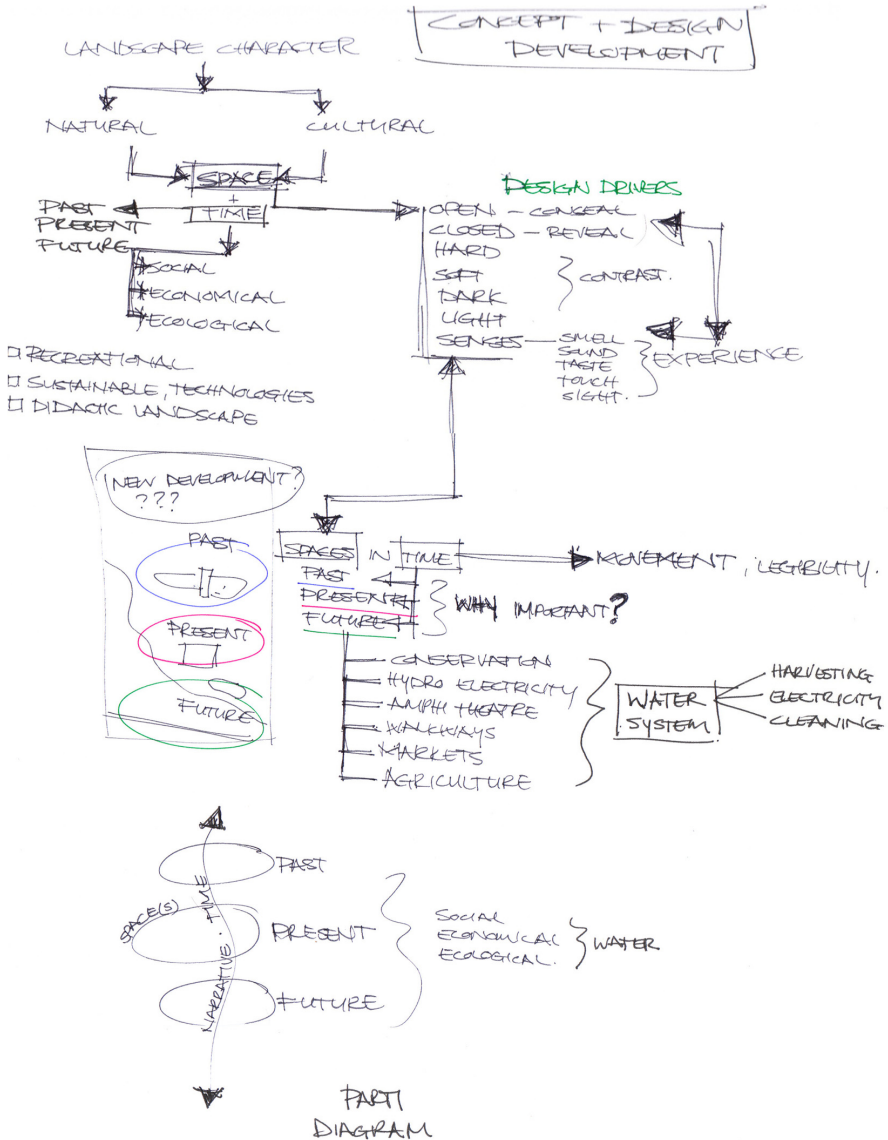 CONCEPT + DESIGN
DEVELOPMENT
LANDSCAPE CHARACTER
NATURAL
CULTURAL
SPACE
+
TIME
PAST
PRESENT
FUTURE
SOCIAL
ECONOMICAL
ECOLOGICAL
□ RECREATIONAL
□ SUSTAINABLE, TECHNOLOGIES
□ DIDACTIC LANDSCAPE
DESIGN DRIVERS
OPEN - CONCEAL
CLOSED - REVEAL
HARD
SOFT
DARK
LIGHT
CONTRAST.
SENSES
SMELL
SOUND
TASTE
TOUCH
SIGHT.
EXPERIENCE
NEW DEVELOPMENT?
???
PAST
PRESENT
FUTURE
SPACES IN TIME
MOVEMENT, LEGIBILITY.
PAST
PRESENT
FUTURE
WHY IMPORTANT?
CONSERVATION
HYDRO ELECTRICITY
AMPHI THEATRE
WALKWAYS
MARKETS
AGRICULTURE
WATER
SYSTEM
HARVESTING
ELECTRICITY
CLEANING
PAST
SPACE(S)
NARRATIVE . TIME
PRESENT
FUTURE
SOCIAL
ECONOMICAL
ECOLOGICAL.
WATER
PARTI
DIAGRAM